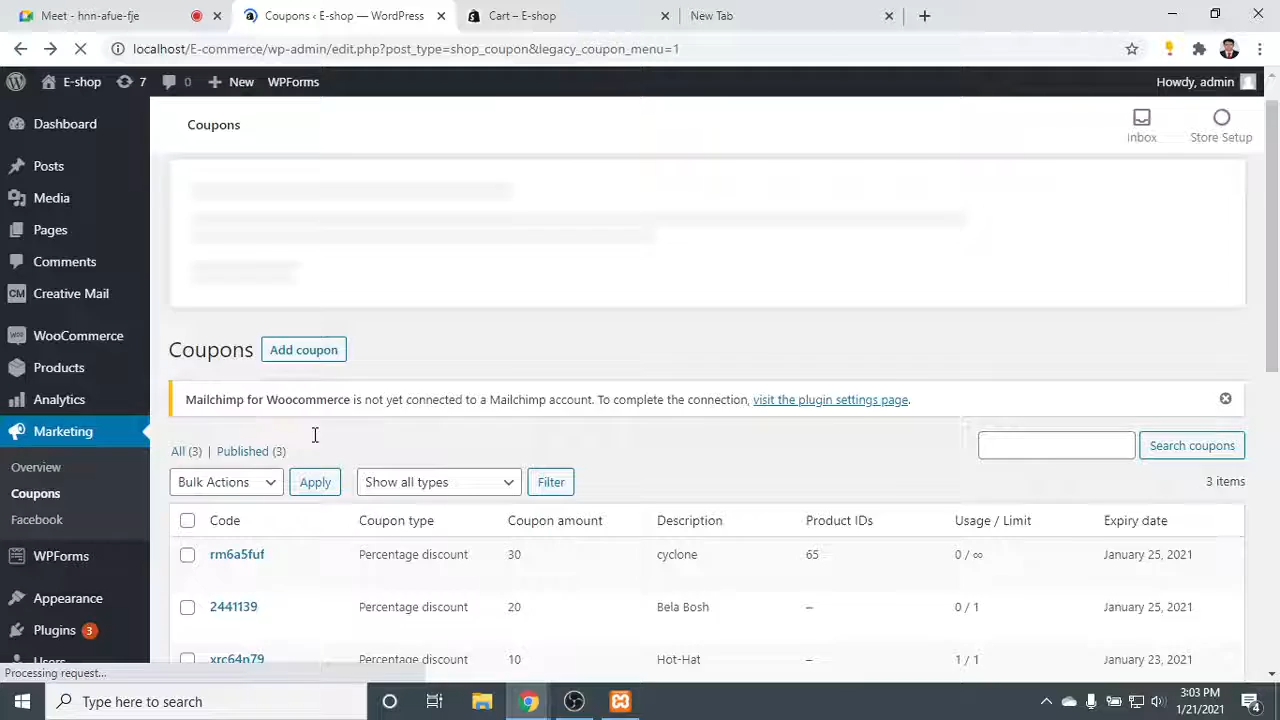 Meet - hnn-afue-fje
Coupons ‹ E-shop — WordPress
Cart – E-shop
New Tab
localhost/E-commerce/wp-admin/edit.php?post_type=shop_coupon&legacy_coupon_menu=1
E-shop 7 0 New WPForms
Howdy, admin
Dashboard
Posts
Media
Pages
Comments
CM Creative Mail
Woo WooCommerce
Products
Analytics
Marketing
Overview
Coupons
Facebook
WPForms
Appearance
Plugins 3
Users
Coupons
Inbox
Store Setup
Coupons Add coupon
Mailchimp for Woocommerce is not yet connected to a Mailchimp account. To complete the connection, visit the plugin settings page.
All (3) | Published (3)
Search coupons
Bulk Actions Apply Show all types Filter
3 items
Code Coupon type Coupon amount Description Product IDs Usage / Limit Expiry date
rm6a5fuf Percentage discount 30 cyclone 65 0 / ∞ January 25, 2021
2441139 Percentage discount 20 Bela Bosh – 0 / 1 January 25, 2021
xrc64n79 Percentage discount 10 Hot-Hat – 1 / 1 January 23, 2021
Processing request...
Type here to search
3:03 PM
1/21/2021
4